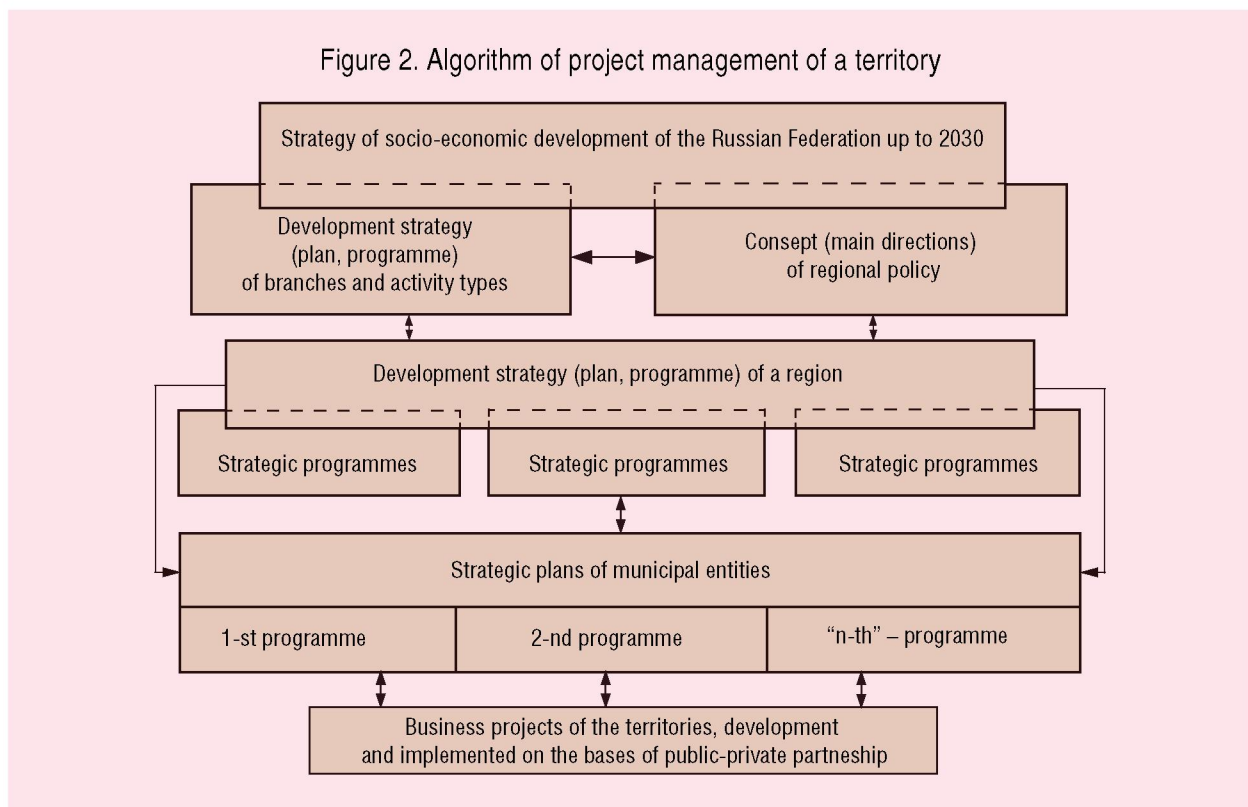 Figure 2. Algorithm of project management of a territory
Strategy of socio-economic development of the Russian Federation up to 2030
Development strategy
(plan, programme)
of branches and activity types
Consept (main directions)
of regional policy
Development strategy (plan, programme) of a region
Strategic programmes
Strategic programmes
Strategic programmes
Strategic plans of municipal entities
1-st programme
2-nd programme
“n-th” – programme
Business projects of the territories, development
and implemented on the bases of public-private partneship